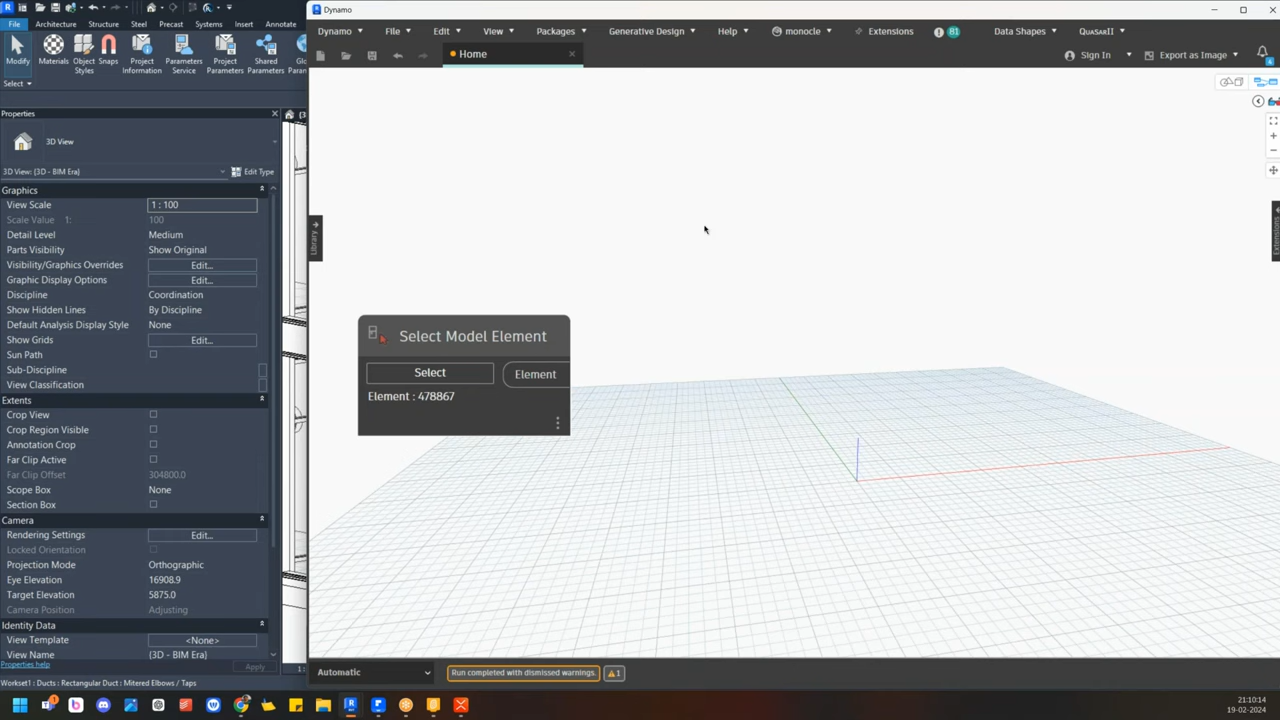 Dynamo
File Architecture Structure Steel Precast Systems Insert Annotate
Modify
Materials
Object Styles
Snaps
Project Information
Parameters Service
Project Parameters
Shared Parameters
Select
Dynamo File Edit View Packages Generative Design Help monocle Extensions 81 Data Shapes QUASARII
Home
Sign In Export as Image
Properties
3D View
3D View: {3D - BIM Era} Edit Type
Graphics
View Scale 1 : 100
Scale Value 1: 100
Detail Level Medium
Parts Visibility Show Original
Visibility/Graphics Overrides Edit...
Graphic Display Options Edit...
Discipline Coordination
Show Hidden Lines By Discipline
Default Analysis Display Style None
Show Grids Edit...
Sun Path
Sub-Discipline
View Classification
Extents
Crop View
Crop Region Visible
Annotation Crop
Far Clip Active
Far Clip Offset 304800.0
Scope Box None
Section Box
Camera
Rendering Settings Edit...
Locked Orientation
Projection Mode Orthographic
Eye Elevation 16908.9
Target Elevation 5875.0
Camera Position Adjusting
Identity Data
View Template <None>
View Name {3D - BIM Era}
Properties help Apply
Workset1 : Ducts : Rectangular Duct : Mitered Elbows / Taps
Library
Extensions
Select Model Element
Select Element
Element : 478867
Automatic Run completed with dismissed warnings. 1
21:10:14
19-02-2024